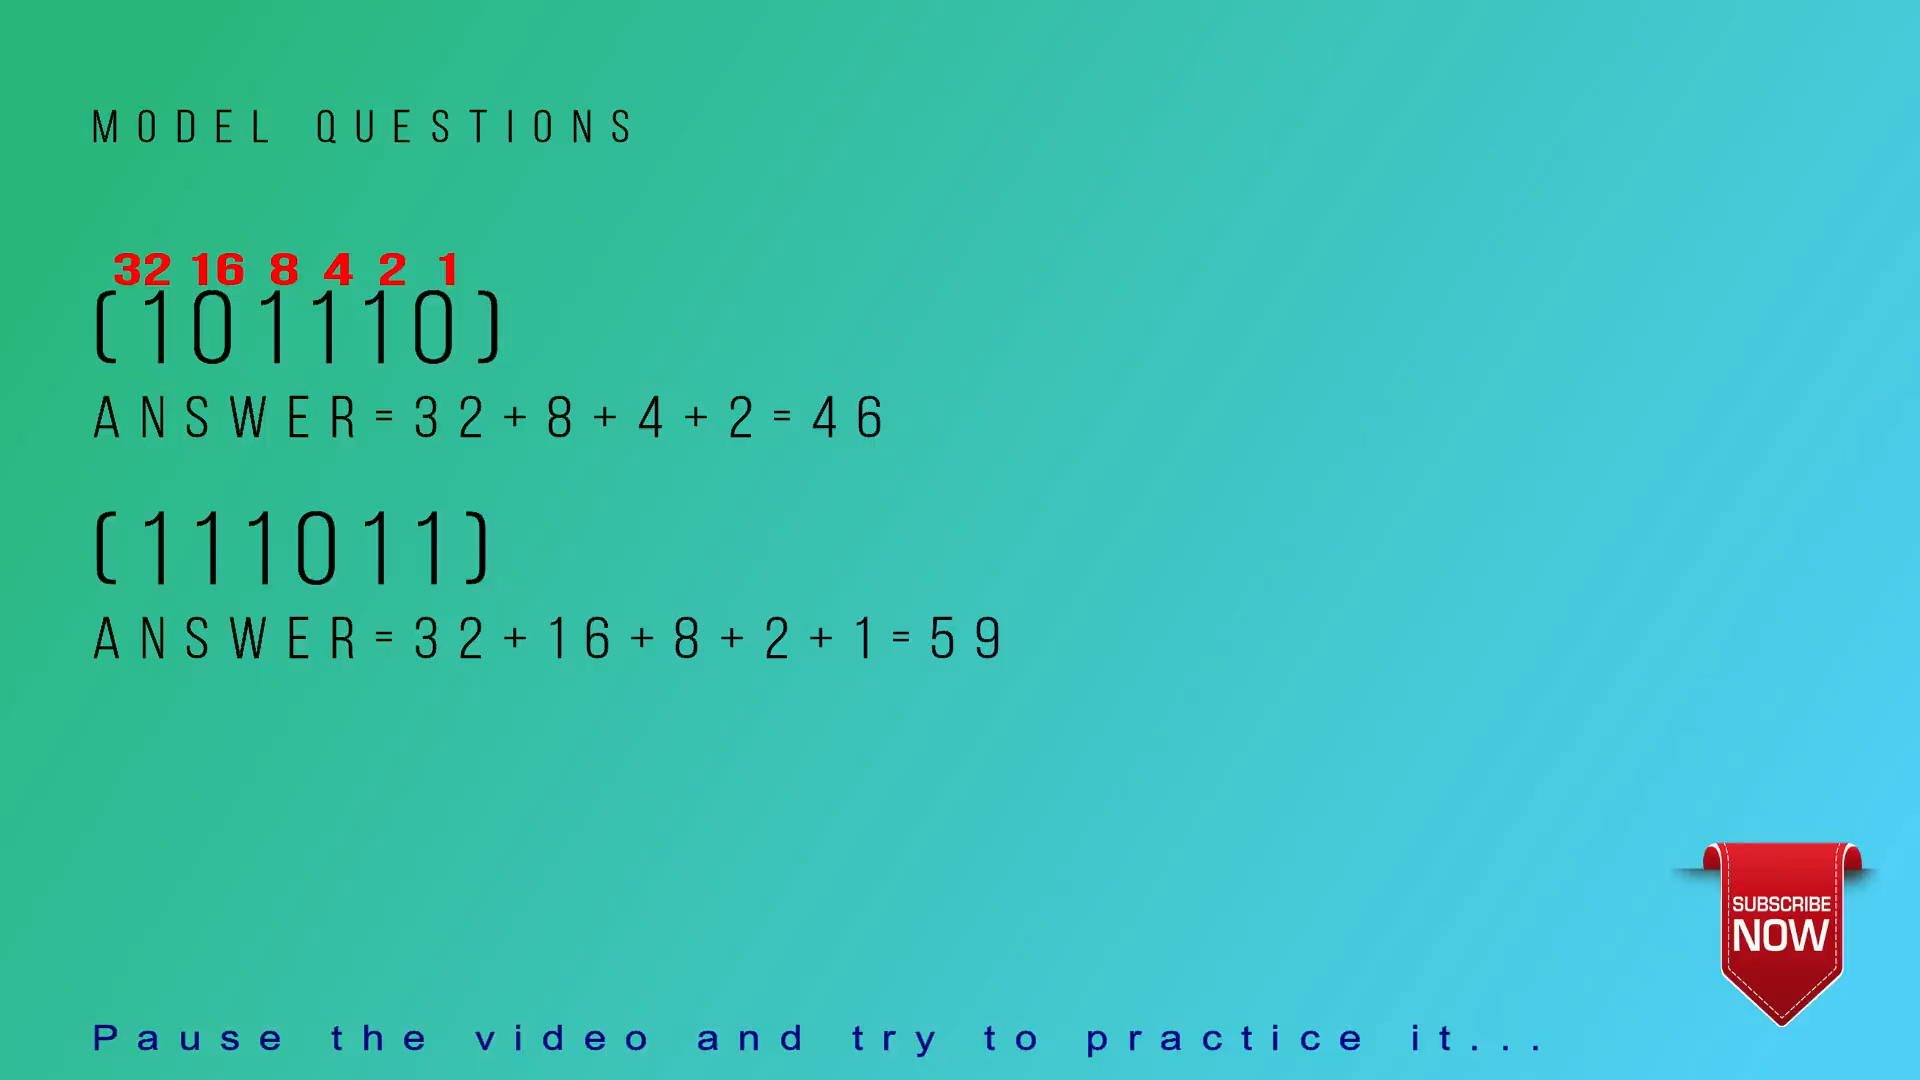 MODEL QUESTIONS
32 16 8 4 2 1
(101110)
ANSWER=32+8+4+2=46
(111011)
ANSWER=32+16+8+2+1=59
SUBSCRIBE
NOW
Pause the video and try to practice it...